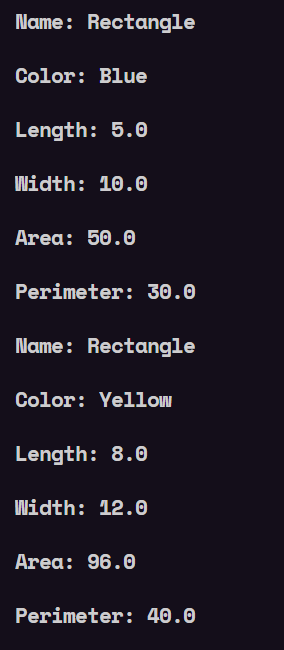 Name: Rectangle
Color: Blue
Length: 5.0
Width: 10.0
Area: 50.0
Perimeter: 30.0
Name: Rectangle
Color: Yellow
Length: 8.0
Width: 12.0
Area: 96.0
Perimeter: 40.0